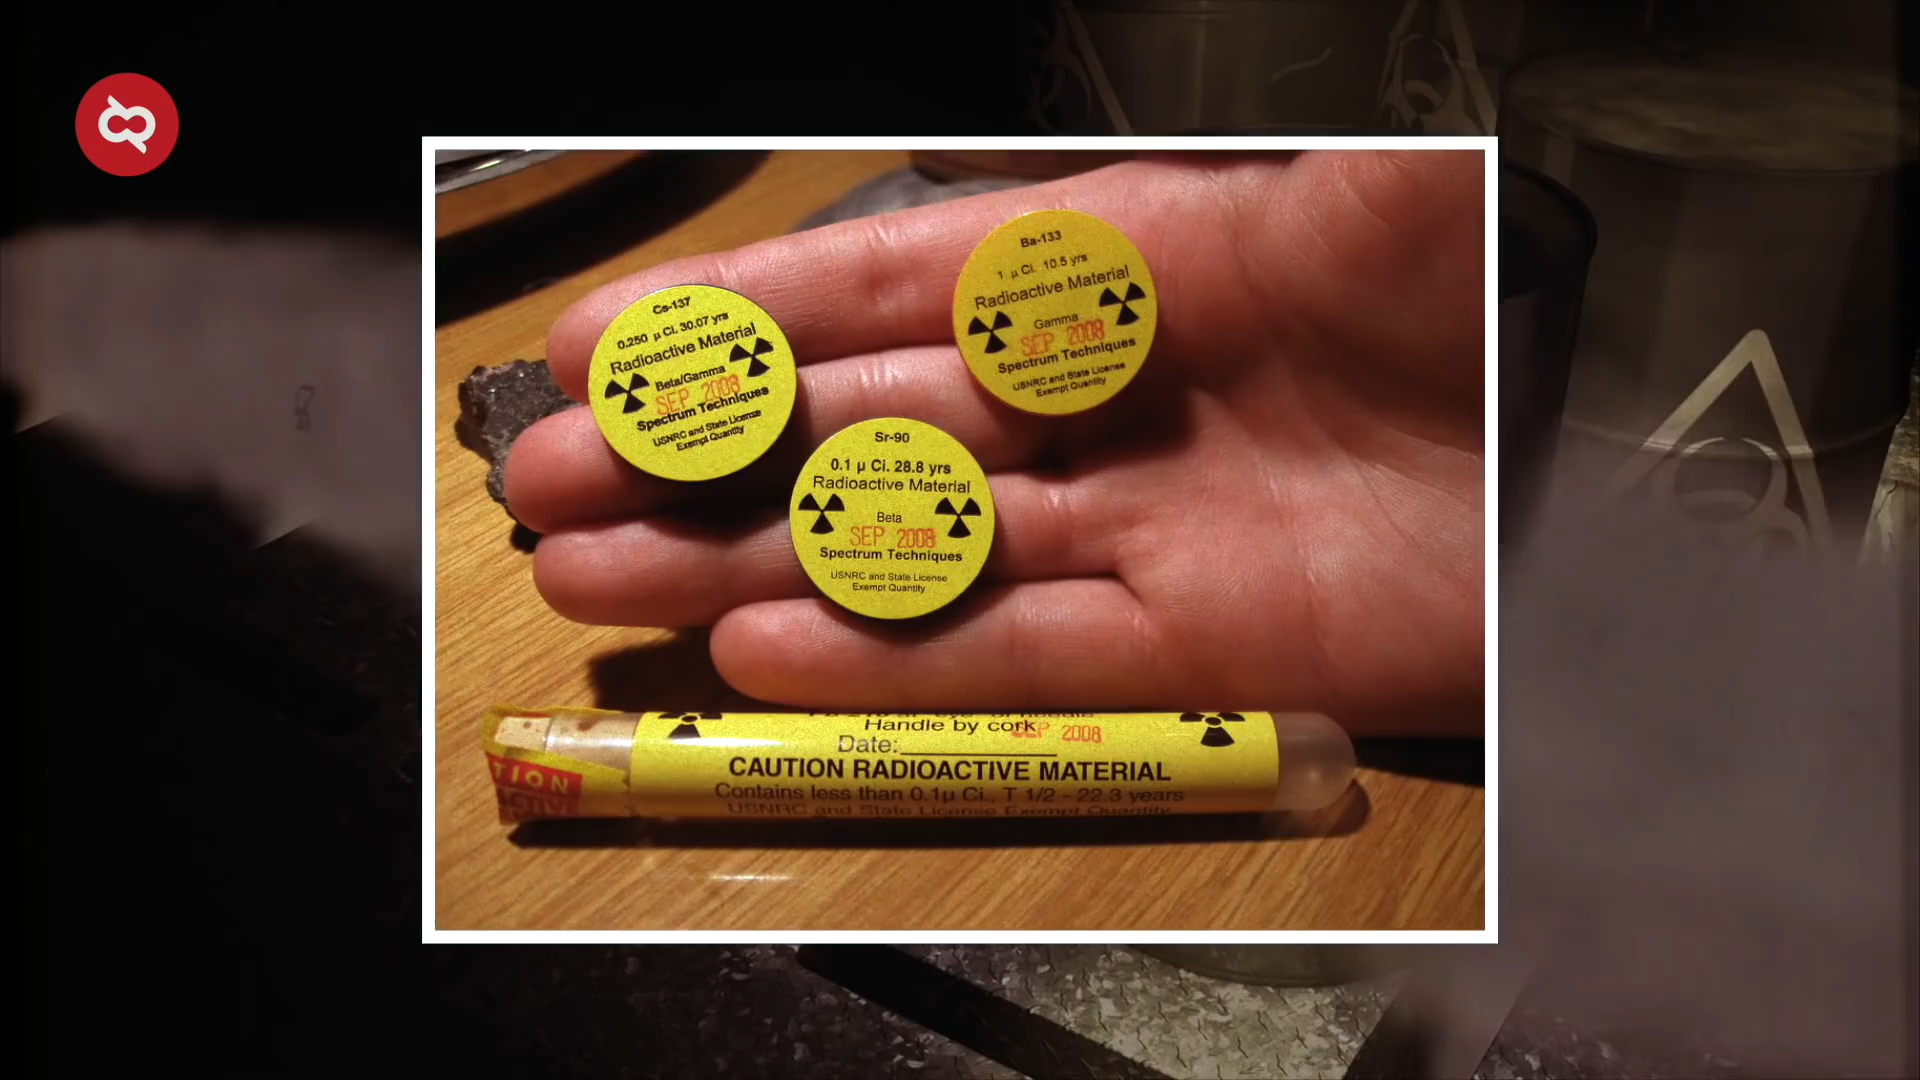 Ba-133
1 µ Ci. 10.5 yrs
Radioactive Material
Gamma
SEP 2008
Spectrum Techniques
USNRC and State License
Exempt Quantity
Cs-137
0.250 µ Ci. 30.07 yrs
Radioactive Material
Beta/Gamma
SEP 2008
Spectrum Techniques
USNRC and State License
Exempt Quantity
Sr-90
0.1 µ Ci. 28.8 yrs
Radioactive Material
Beta
SEP 2008
Spectrum Techniques
USNRC and State License
Exempt Quantity
Handle by cork
SEP 2008
Date:
CAUTION RADIOACTIVE MATERIAL
Contains less than 0.1µ Ci., T 1/2 - 22.3 years
USNRC and State License Exempt Quantity
TION
ACTIVE